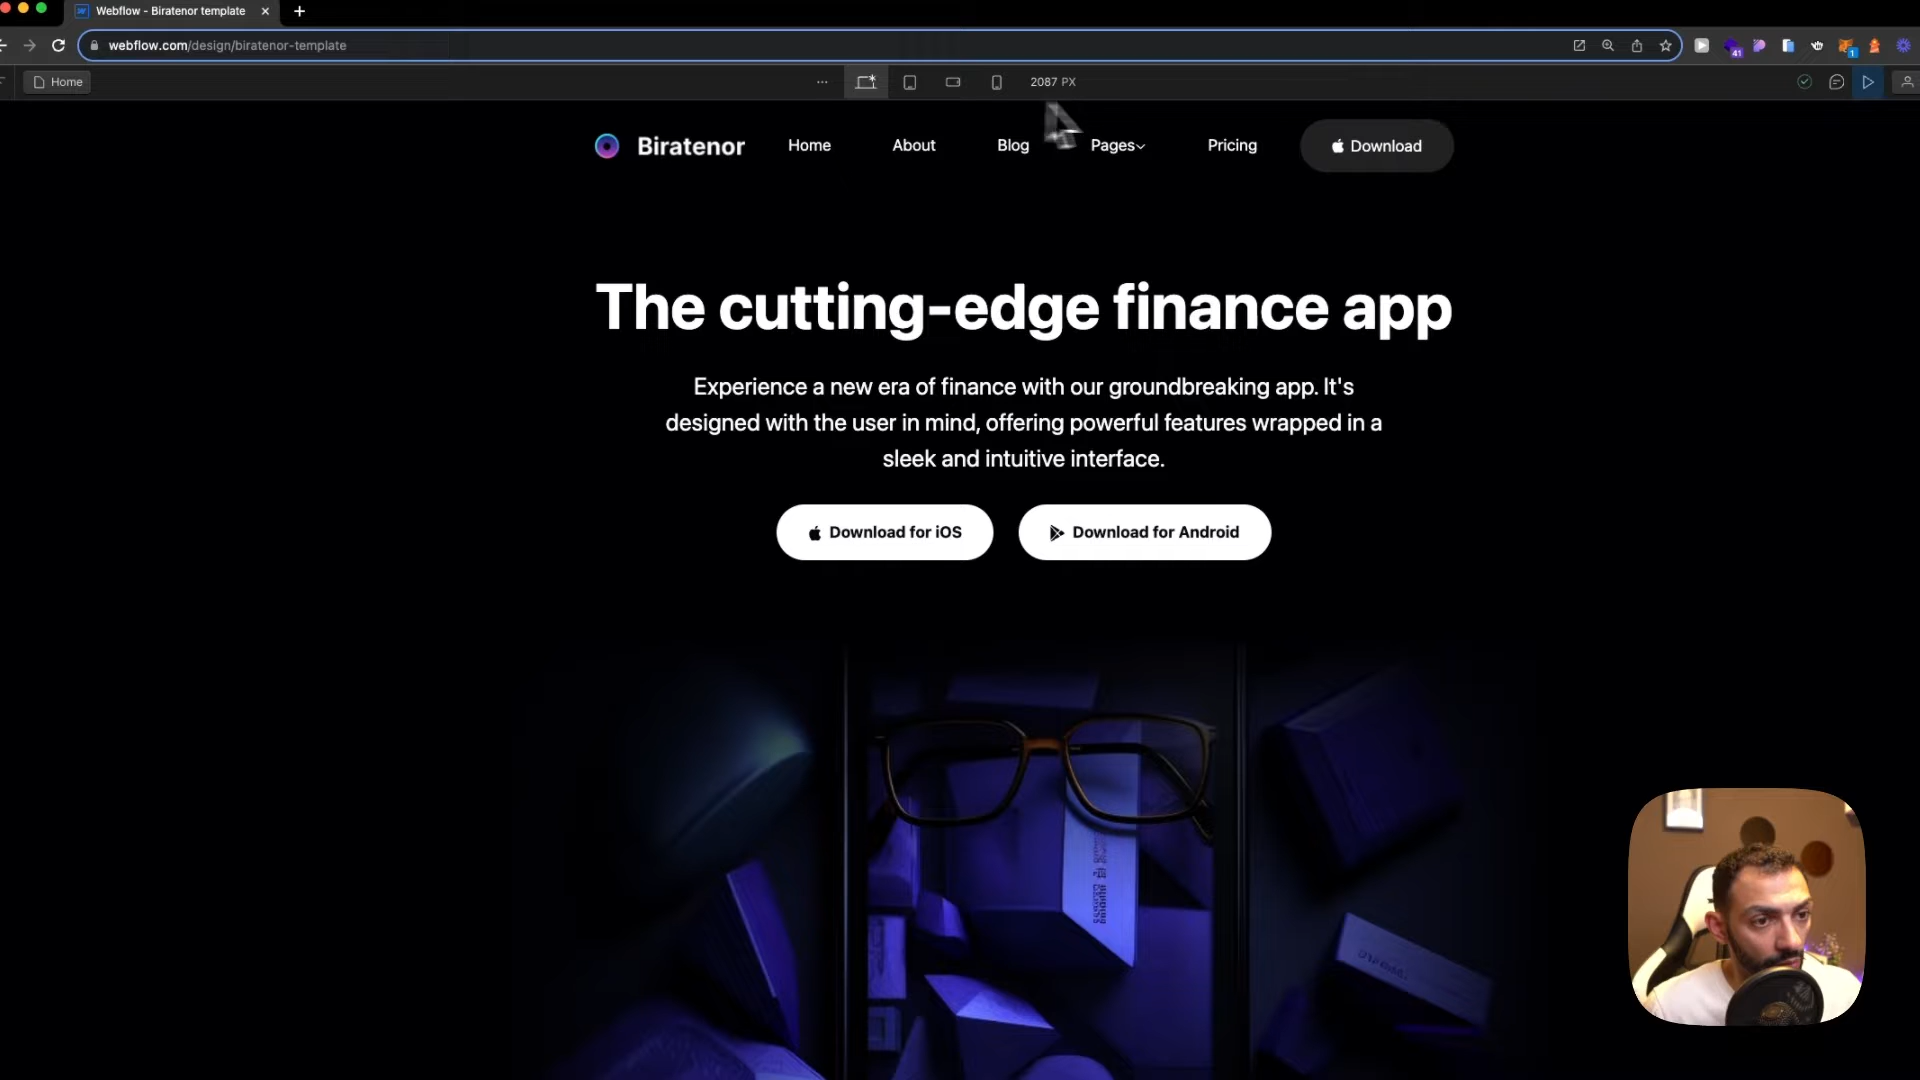 Webflow - Biratenor template
webflow.com/design/biratenor-template
41
1
Home
2087 PX
Biratenor
Home
About
Blog
Pages
Pricing
Download
The cutting-edge finance app
Experience a new era of finance with our groundbreaking app. It's
designed with the user in mind, offering powerful features wrapped in a
sleek and intuitive interface.
Download for iOS
Download for Android